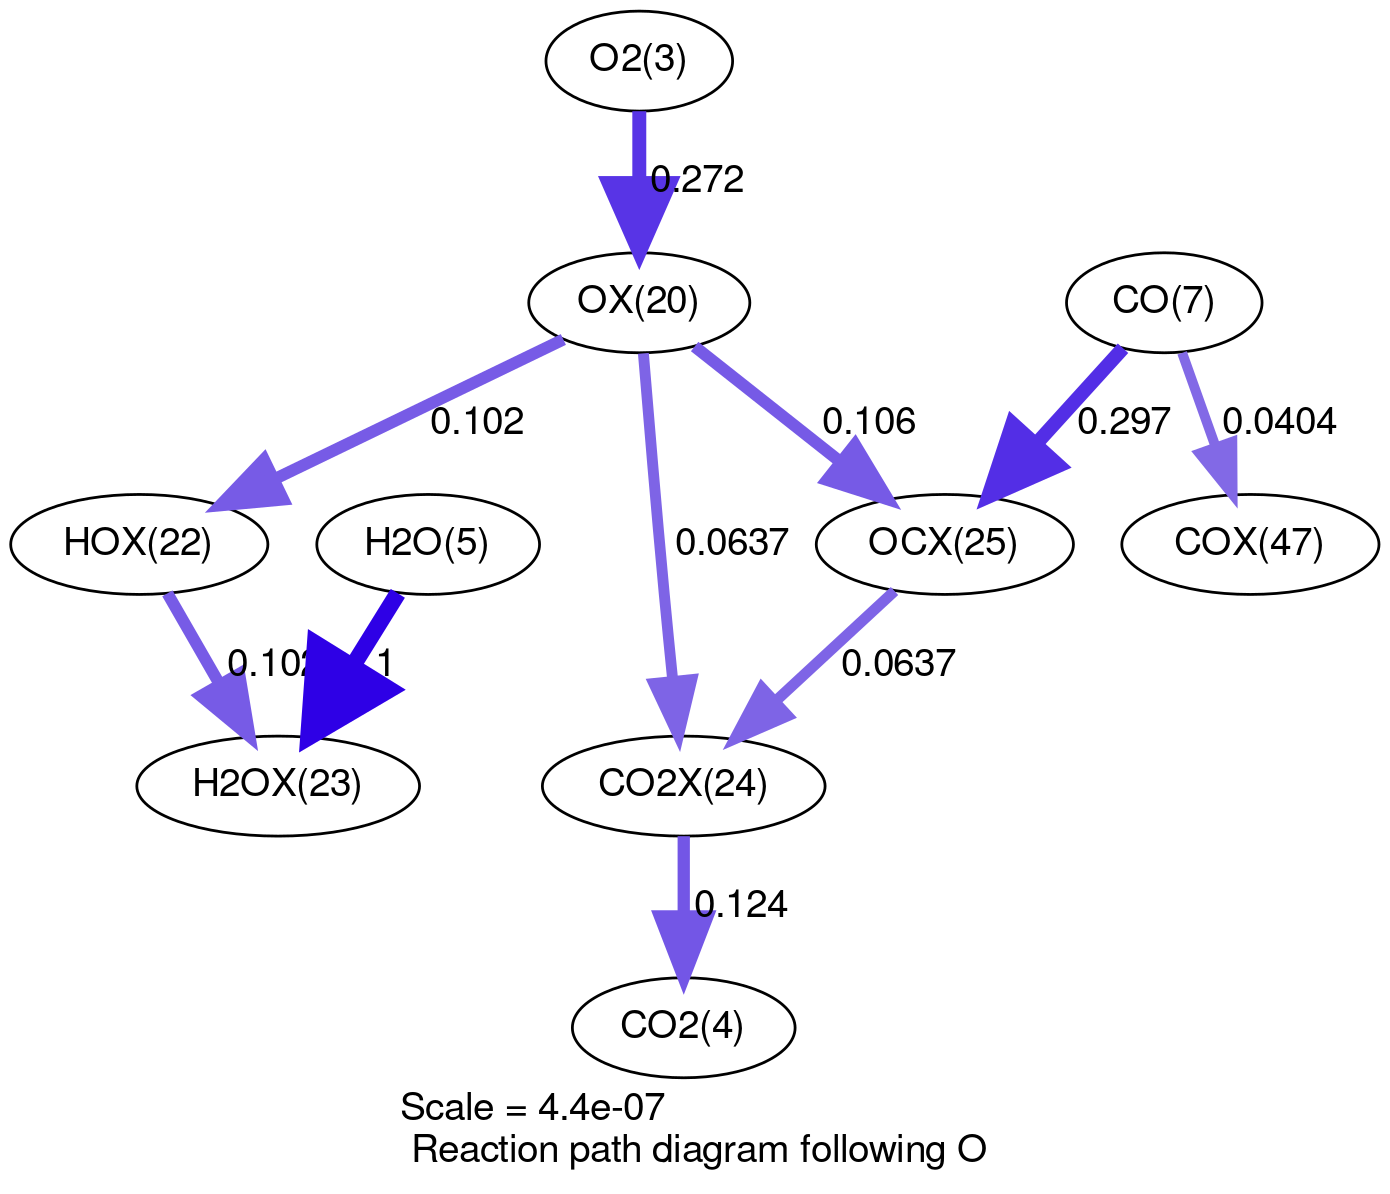 O2(3)
0.272
OX(20)
CO(7)
0.102
0.106
0.297
0.0404
HOX(22)
H2O(5)
0.0637
OCX(25)
COX(47)
0.102
1
0.0637
H2OX(23)
CO2X(24)
0.124
CO2(4)
Scale = 4.4e-07
Reaction path diagram following O